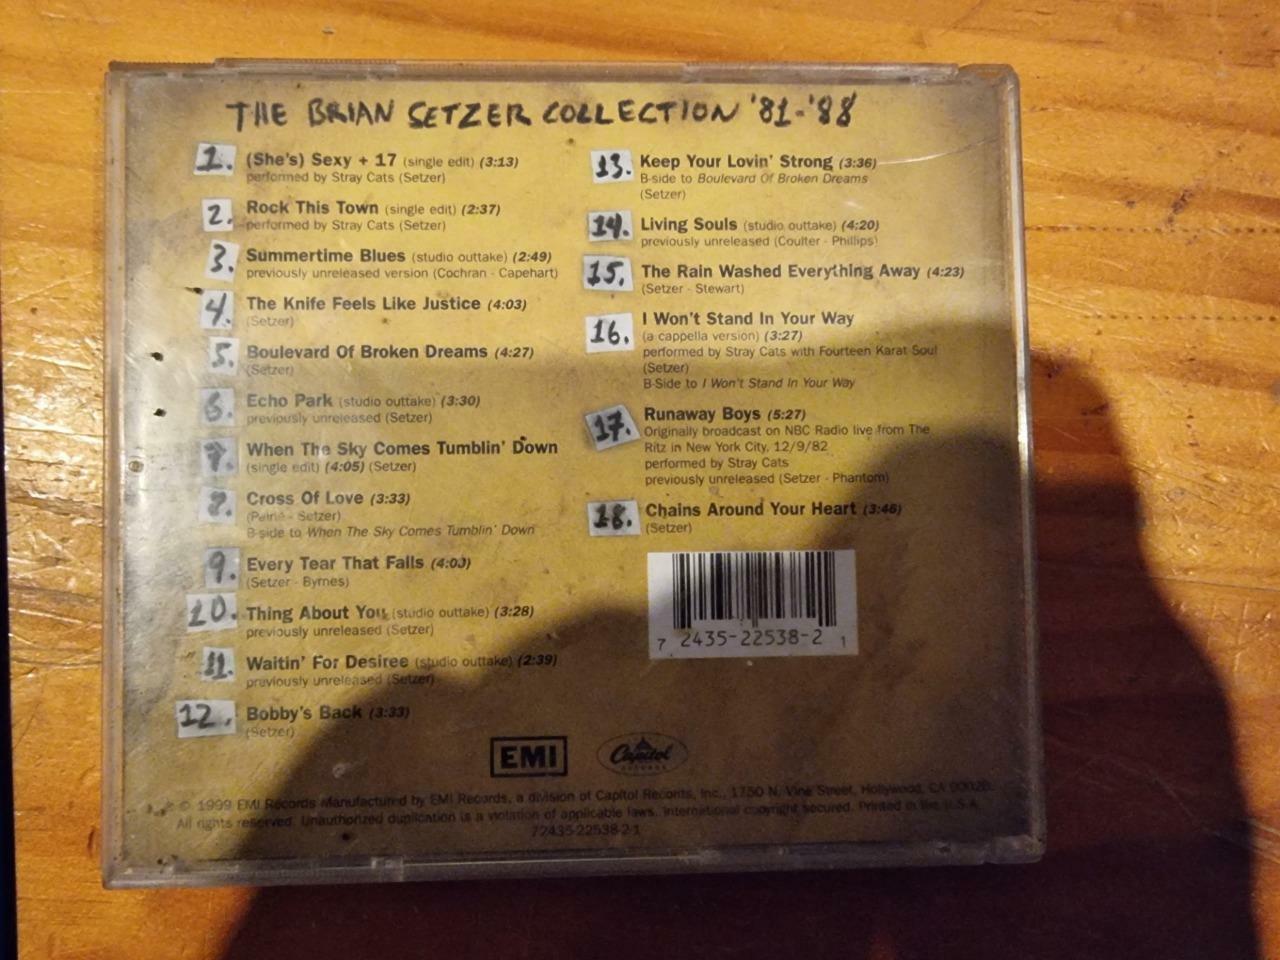 THE BRIAN SETZER COLLECTION '81-'88
1. (She's) Sexy + 17 (single edit) (3:13)
performed by Stray Cats (Setzer)
2. Rock This Town (single edit) (2:37)
performed by Stray Cats (Setzer)
3. Summertime Blues (studio outtake) (2:49)
previously unreleased version (Cochran - Capehart)
4. The Knife Feels Like Justice (4:03)
(Setzer)
5. Boulevard Of Broken Dreams (4:27)
(Setzer)
6. Echo Park (studio outtake) (3:30)
previously unreleased (Setzer)
7. When The Sky Comes Tumblin' Down
(single edit) (4:05) (Setzer)
8. Cross Of Love (3:33)
(Paine - Setzer)
B-side to When The Sky Comes Tumblin' Down
9. Every Tear That Falls (4:03)
(Setzer - Byrnes)
10. Thing About You (studio outtake) (3:28)
previously unreleased (Setzer)
11. Waitin' For Desiree (studio outtake) (2:39)
previously unreleased (Setzer)
12. Bobby's Back (3:33)
(Setzer)
13. Keep Your Lovin' Strong (3:36)
B-side to Boulevard Of Broken Dreams
(Setzer)
14. Living Souls (studio outtake) (4:20)
previously unreleased (Coulter - Phillips)
15. The Rain Washed Everything Away (4:23)
(Setzer - Stewart)
16. I Won't Stand In Your Way
(a cappella version) (3:27)
performed by Stray Cats with Fourteen Karat Soul
(Setzer)
B-Side to I Won't Stand In Your Way
17. Runaway Boys (5:27)
Originally broadcast on NBC Radio live from The
Ritz in New York City, 12/9/82
performed by Stray Cats
previously unreleased (Setzer - Phantom)
18. Chains Around Your Heart (3:46)
(Setzer)
7 2435-22538-2 1
EMI
Capitol
RECORDS
© 1999 EMI Records Manufactured by EMI Records, a division of Capitol Records, Inc., 1750 N. Vine Street, Hollywood, CA 90028.
All rights reserved. Unauthorized duplication is a violation of applicable laws. International copyright secured. Printed in the U.S.A.
72435-22538-2-1